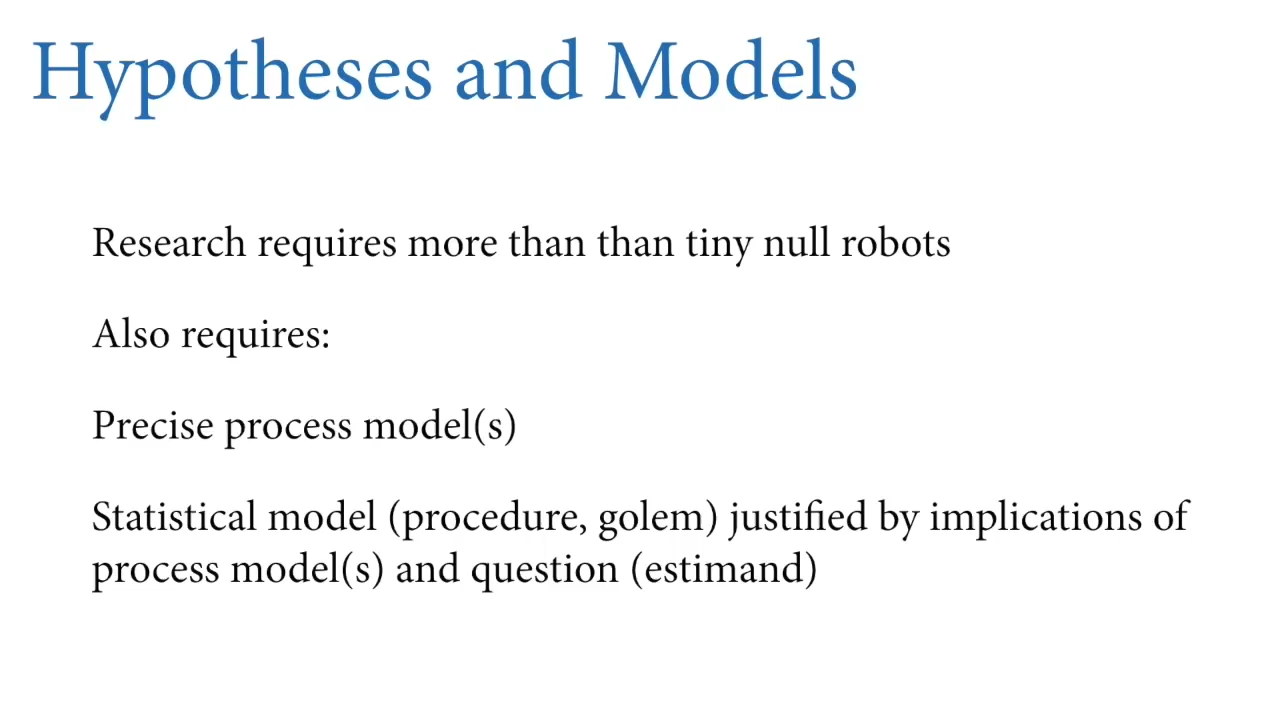 Hypotheses and Models
Research requires more than than tiny null robots
Also requires:
Precise process model(s)
Statistical model (procedure, golem) justified by implications of
process model(s) and question (estimand)